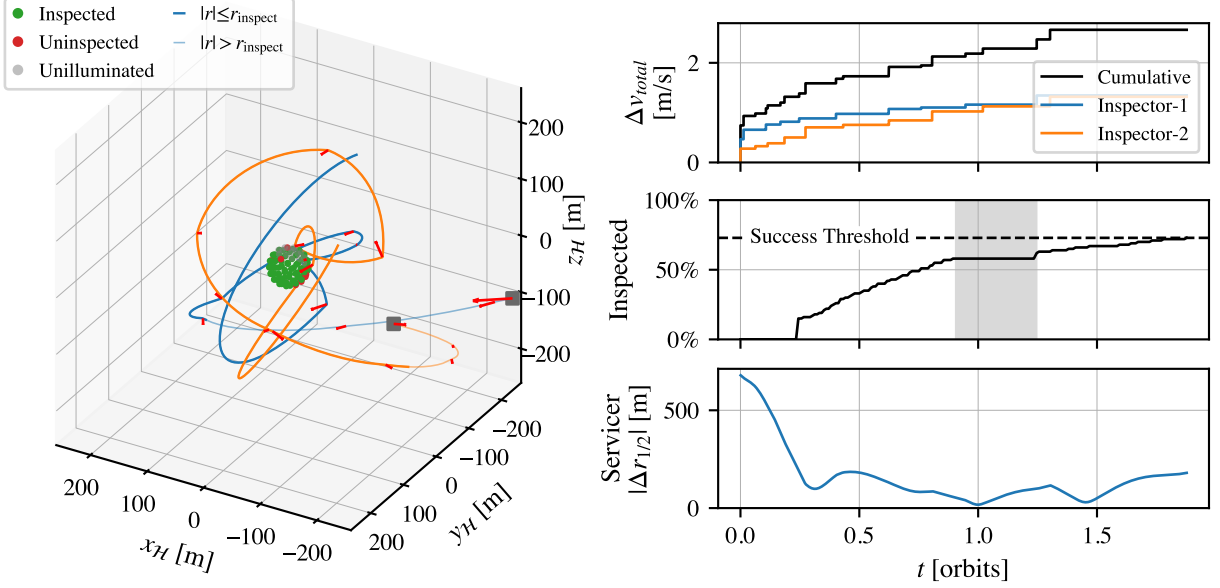 Inspected
Uninspected
Unilluminated
|r|≤r_inspect
|r|> r_inspect
200
100
0
−100
−200
z_ℋ [m]
200
100
0
−100
−200
x_ℋ [m]
−200
−100
0
100
200
y_ℋ [m]
Δv_total
[m/s]
2
0
Cumulative
Inspector-1
Inspector-2
Inspected
100%
50%
0%
Success Threshold
Servicer
|Δr_1/2| [m]
500
0
0.0 0.5 1.0 1.5
t [orbits]